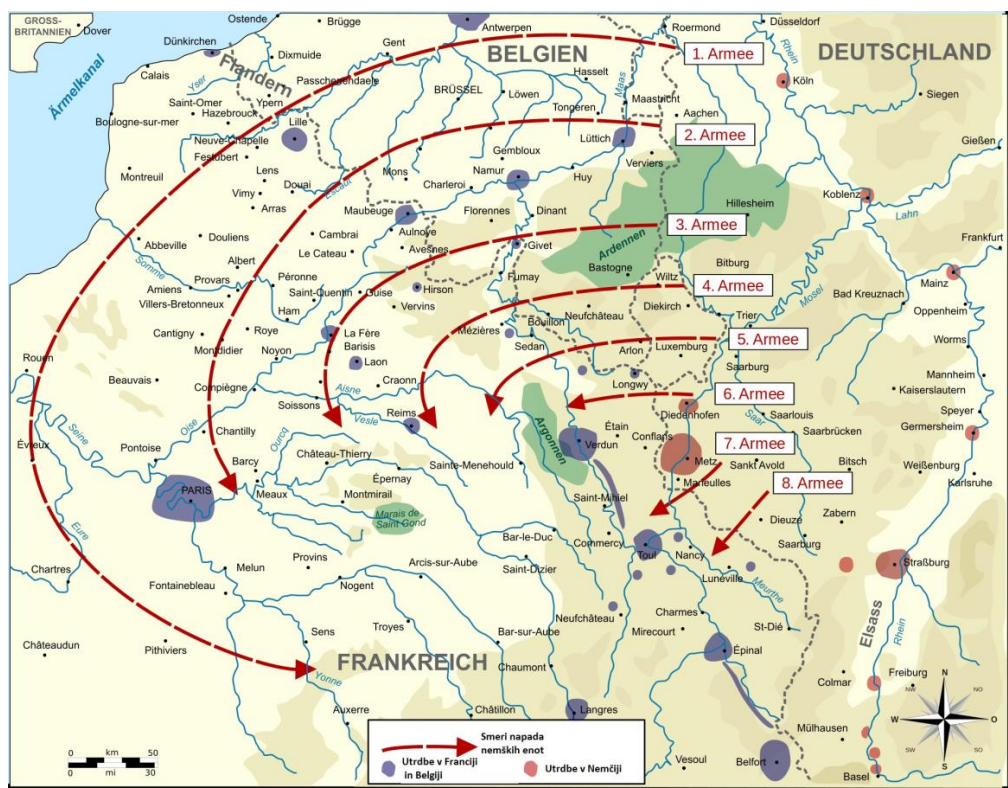 GROSS-
BRITANNIEN
Dover
Ostende
Brügge
Antwerpen
Roermond
Düsseldorf
Dünkirchen
Dixmuide
Gent
BELGIEN
1. Armee
Rhein
DEUTSCHLAND
Ärmelkanal
Calais
Yser
Flandern
Passchendaele
Hasselt
Maas
Köln
Saint-Omer
Ypern
BRÜSSEL
Löwen
Maastricht
Siegen
Boulogne-sur-mer
Hazebrouck
Lille
Tongeren
Aachen
Neuve-Chapelle
Lüttich
2. Armee
Gießen
Festubert
Gembloux
Verviers
Montreuil
Lens
Douai
Escaut
Mons
Charleroi
Namur
Huy
Koblenz
Vimy
Arras
Maubeuge
Florennes
Dinant
Hillesheim
Lahn
Abbeville
Doullens
Cambrai
Aulnoye
Givet
3. Armee
Frankfurt
Somme
Albert
Le Cateau
Avesnes
Ardennen
Bastogne
Bitburg
Provars
Péronne
Fumay
Wiltz
Mosel
Mainz
Amiens
Saint-Quentin
Guise
Hirson
4. Armee
Bad Kreuznach
Villers-Bretonneux
Ham
Vervins
Bouillon
Neufchâteau
Diekirch
Trier
Oppenheim
Cantigny
Roye
La Fère
Mézières
Sedan
5. Armee
Worms
Rouen
Montdidier
Noyon
Barisis
Laon
Arlon
Luxemburg
Saarburg
Mannheim
Beauvais
Compiègne
Aisne
Craonn
Longwy
6. Armee
Kaiserslautern
Soissons
Vesle
Reims
Diedenhofen
Saar
Saarlouis
Speyer
Seine
Oise
Chantilly
Ourcq
Argonnen
Étain
Germersheim
Évreux
Pontoise
Château-Thierry
Verdun
Conflans
7. Armee
Saarbrücken
Barcy
Sainte-Menehould
Metz
Sankt Avold
Bitsch
Weißenburg
PARIS
Meaux
Épernay
Marieulles
8. Armee
Karlsruhe
Montmirail
Saint-Mihiel
Marais de
Saint Gond
Dieuze
Zabern
Eure
Commercy
Saarburg
Bar-le-Duc
Toul
Nancy
Chartres
Melun
Provins
Arcis-sur-Aube
Saint-Dizier
Lunéville
Straßburg
Fontainebleau
Nogent
Meurthe
Neufchâteau
Charmes
Elsass
Châteaudun
Pithiviers
Sens
Troyes
Bar-sur-Aube
Mirecourt
St-Dié
Rhein
FRANKREICH
Chaumont
Épinal
Yonne
Colmar
Freiburg
Auxerre
Châtillon
Langres
Mülhausen
Vesoul
Belfort
Basel
N
NW
NO
W
O
SW
SO
S
0 km 50
0 mi 30
Smeri napada
nemških enot
Utrdbe v Franciji
in Belgiji
Utrdbe v Nemčiji